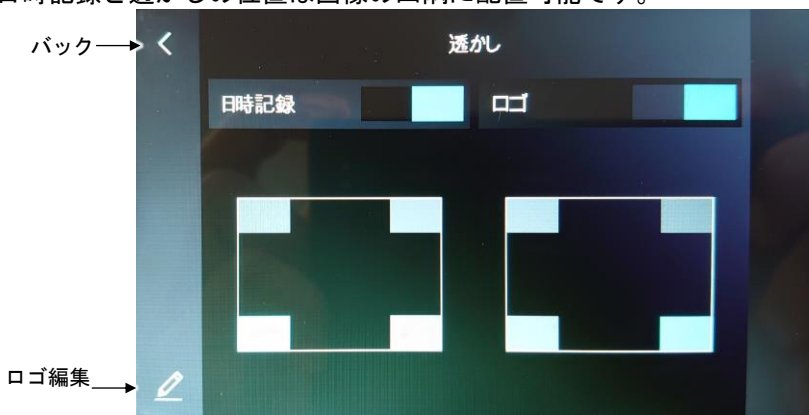 日時記録と透かしの位置は画像の四隅に配置可能です。
バック
透かし
日時記録
ロゴ
ロゴ編集